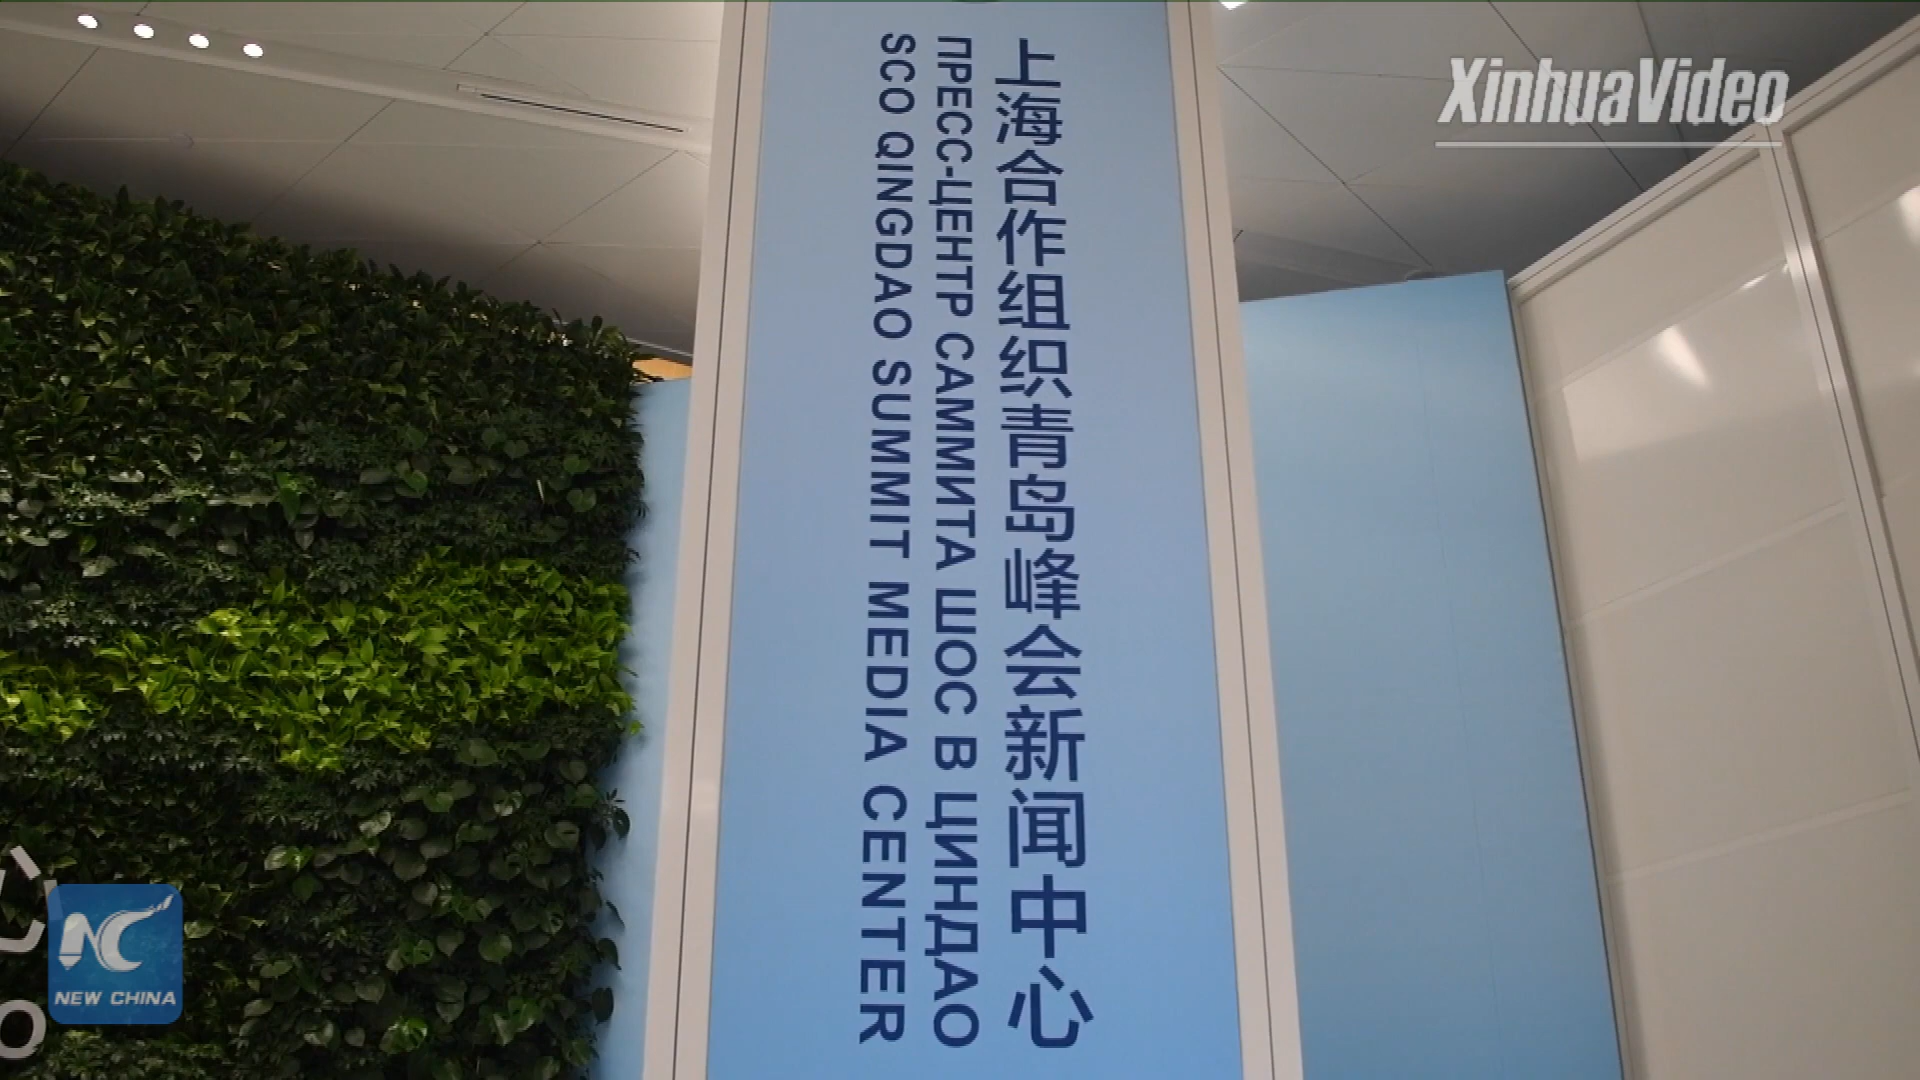 上海合作组织青岛峰会新闻中心
ПРЕСС-ЦЕНТР САММИТА ШОС В ЦИНДАО
SCO QINGDAO SUMMIT MEDIA CENTER
XinhuaVideo
NC
NEW CHINA